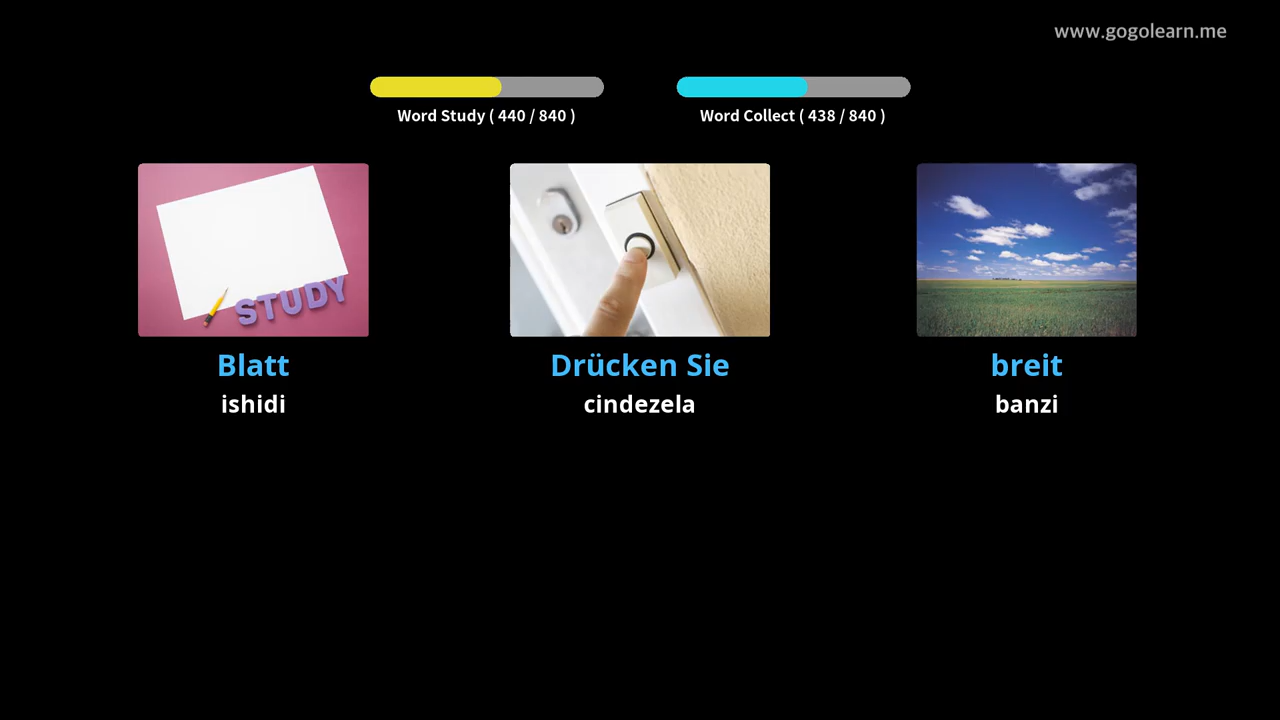 www.gogolearn.me
Word Study ( 440 / 840 )
Word Collect ( 438 / 840 )
STUDY
Blatt
Drücken Sie
breit
ishidi
cindezela
banzi